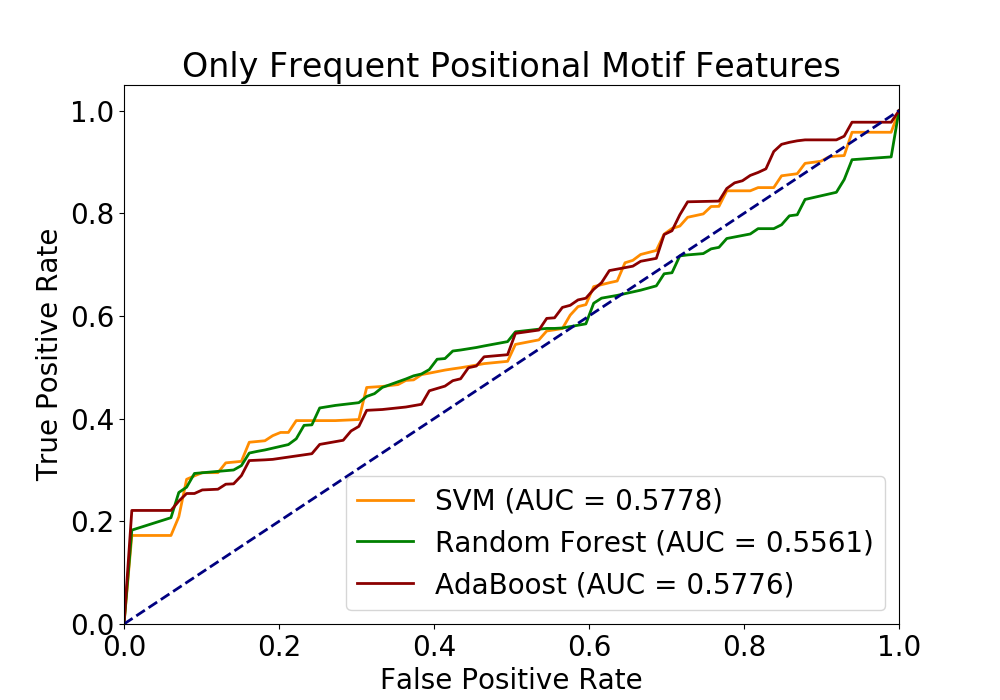 Only Frequent Positional Motif Features
True Positive Rate
1.0
0.8
0.6
0.4
0.2
0.0
0.0 0.2 0.4 0.6 0.8 1.0
False Positive Rate
SVM (AUC = 0.5778)
Random Forest (AUC = 0.5561)
AdaBoost (AUC = 0.5776)